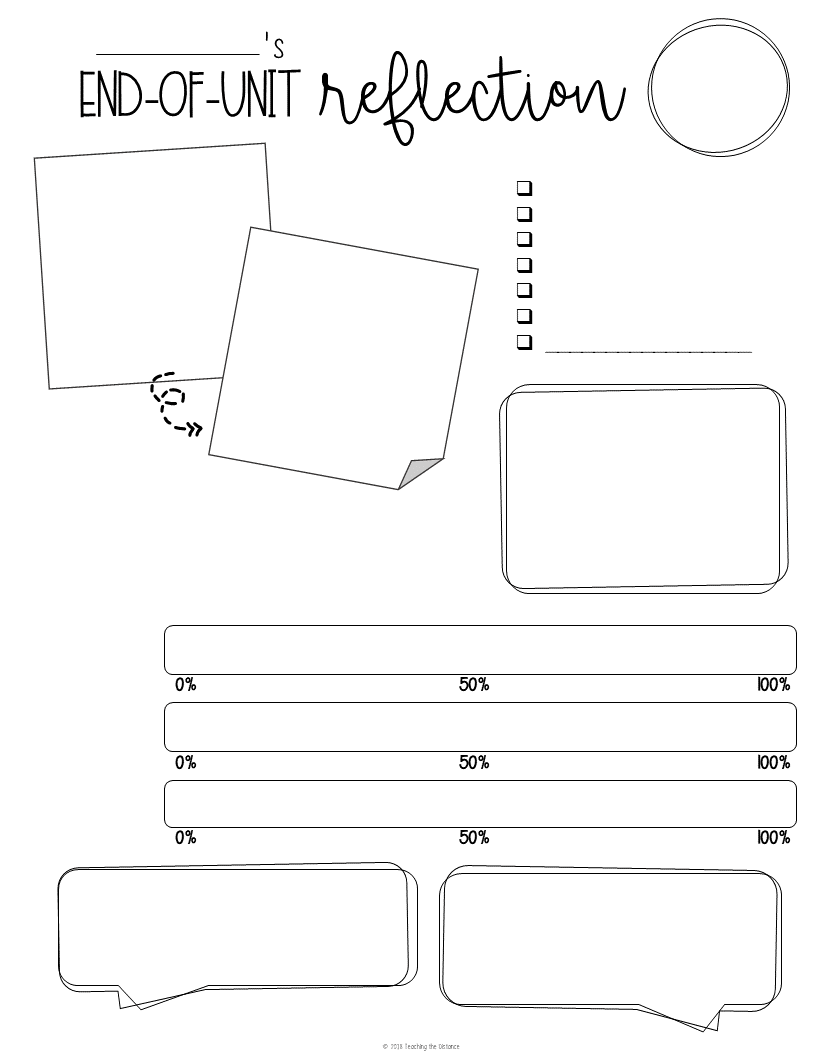 's
END-OF-UNIT reflection
0% 50% 100%
0% 50% 100%
0% 50% 100%
© 2018 Teaching the Distance